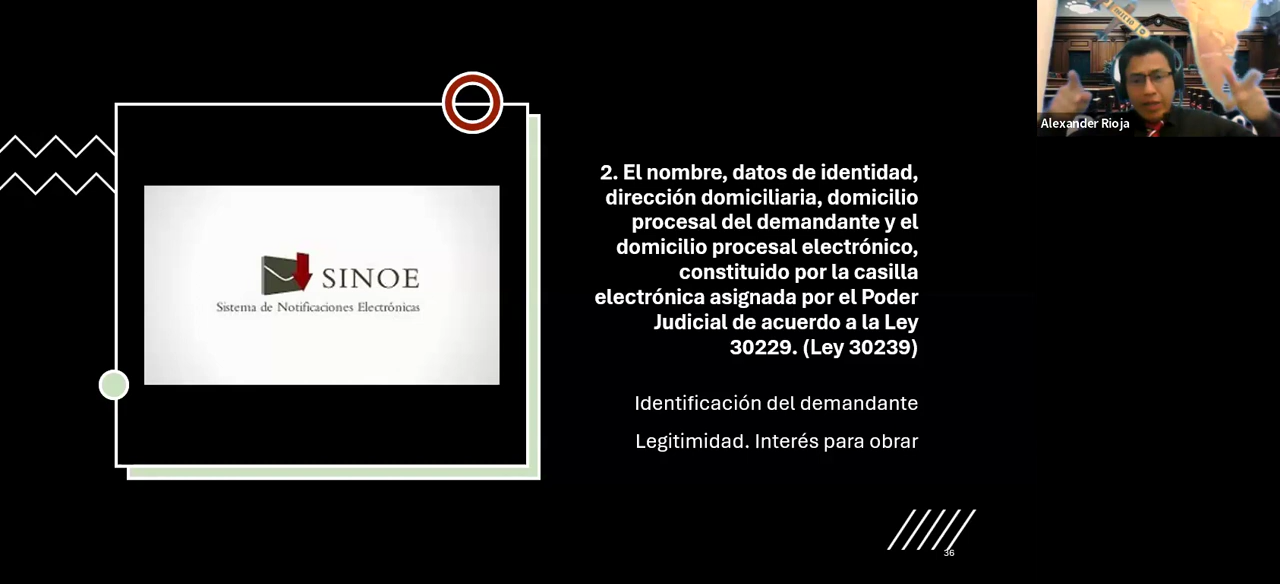 INICIO
Alexander Rioja
SINOE
Sistema de Notificaciones Electrónicas
2. El nombre, datos de identidad,
dirección domiciliaria, domicilio
procesal del demandante y el
domicilio procesal electrónico,
constituido por la casilla
electrónica asignada por el Poder
Judicial de acuerdo a la Ley
30229. (Ley 30239)
Identificación del demandante
Legitimidad. Interés para obrar
36